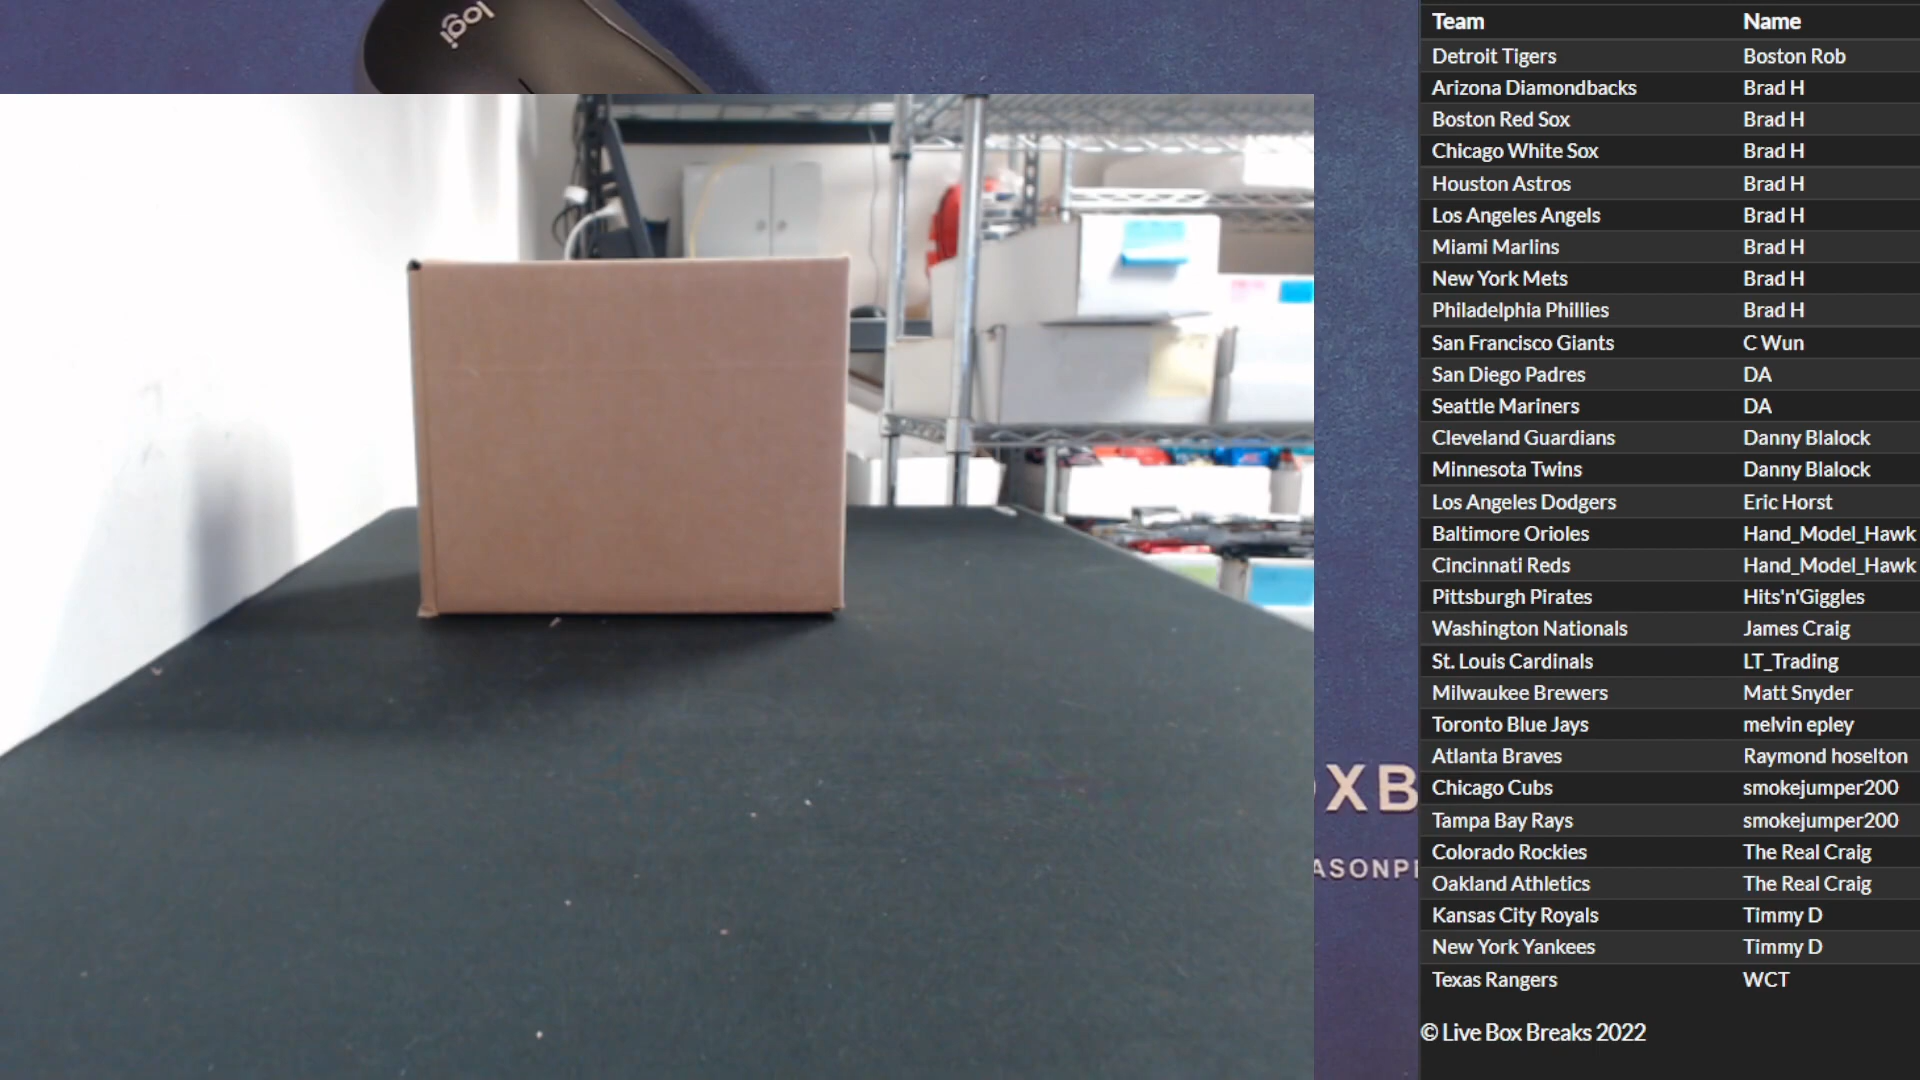 logi
Team Name
Detroit Tigers Boston Rob
Arizona Diamondbacks Brad H
Boston Red Sox Brad H
Chicago White Sox Brad H
Houston Astros Brad H
Los Angeles Angels Brad H
Miami Marlins Brad H
New York Mets Brad H
Philadelphia Phillies Brad H
San Francisco Giants C Wun
San Diego Padres DA
Seattle Mariners DA
Cleveland Guardians Danny Blalock
Minnesota Twins Danny Blalock
Los Angeles Dodgers Eric Horst
Baltimore Orioles Hand_Model_Hawk
Cincinnati Reds Hand_Model_Hawk
Pittsburgh Pirates Hits'n'Giggles
Washington Nationals James Craig
St. Louis Cardinals LT_Trading
Milwaukee Brewers Matt Snyder
Toronto Blue Jays melvin epley
Atlanta Braves Raymond hoselton
Chicago Cubs smokejumper200
Tampa Bay Rays smokejumper200
Colorado Rockies The Real Craig
Oakland Athletics The Real Craig
Kansas City Royals Timmy D
New York Yankees Timmy D
Texas Rangers WCT
© Live Box Breaks 2022
XB
ASONP